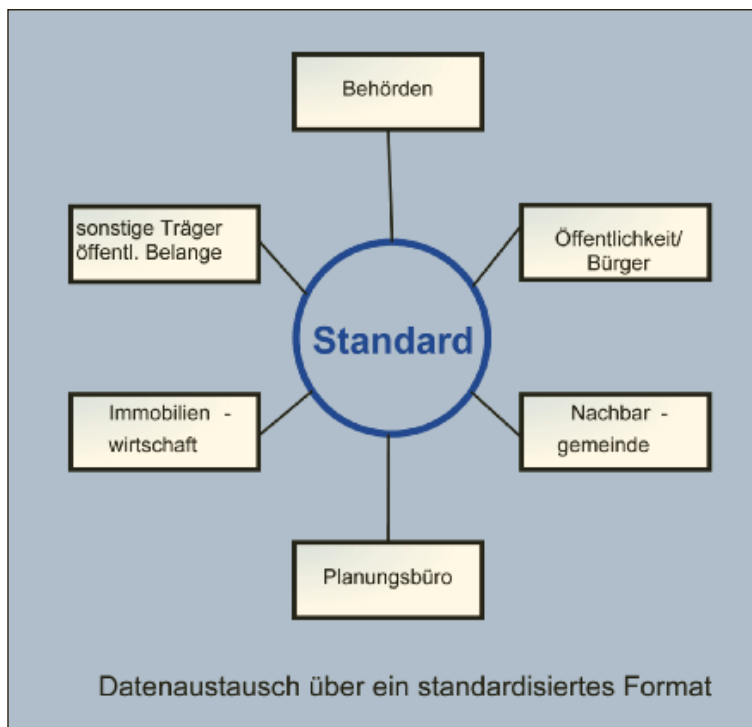 Behörden
sonstige Träger
öffentl. Belange
Öffentlichkeit/
Bürger
Standard
Immobilien -
wirtschaft
Nachbar -
gemeinde
Planungsbüro
Datenaustausch über ein standardisiertes Format